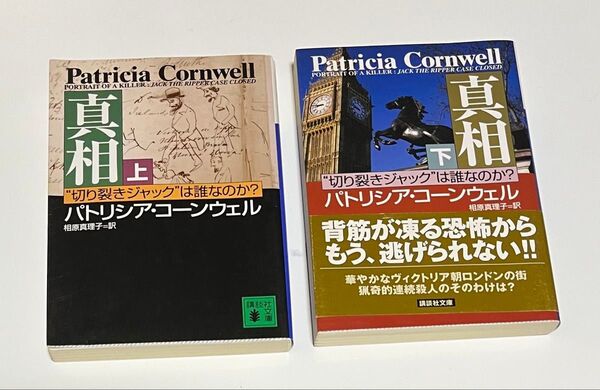 Patricia Cornwell
PORTRAIT OF A KILLER: JACK THE RIPPER CASE CLOSED
真相
上
“切り裂きジャック”は誰なのか?
パトリシア・コーンウェル
相原真理子=訳
講談社
文庫
Patricia Cornwell
PORTRAIT OF A KILLER: JACK THE RIPPER CASE CLOSED
真相
下
“切り裂きジャック”は誰なのか?
パトリシア・コーンウェル
相原真理子=訳
背筋が凍る恐怖から
もう、逃げられない!!
華やかなヴィクトリア朝ロンドンの街
猟奇的連続殺人のそのわけは?
講談社文庫